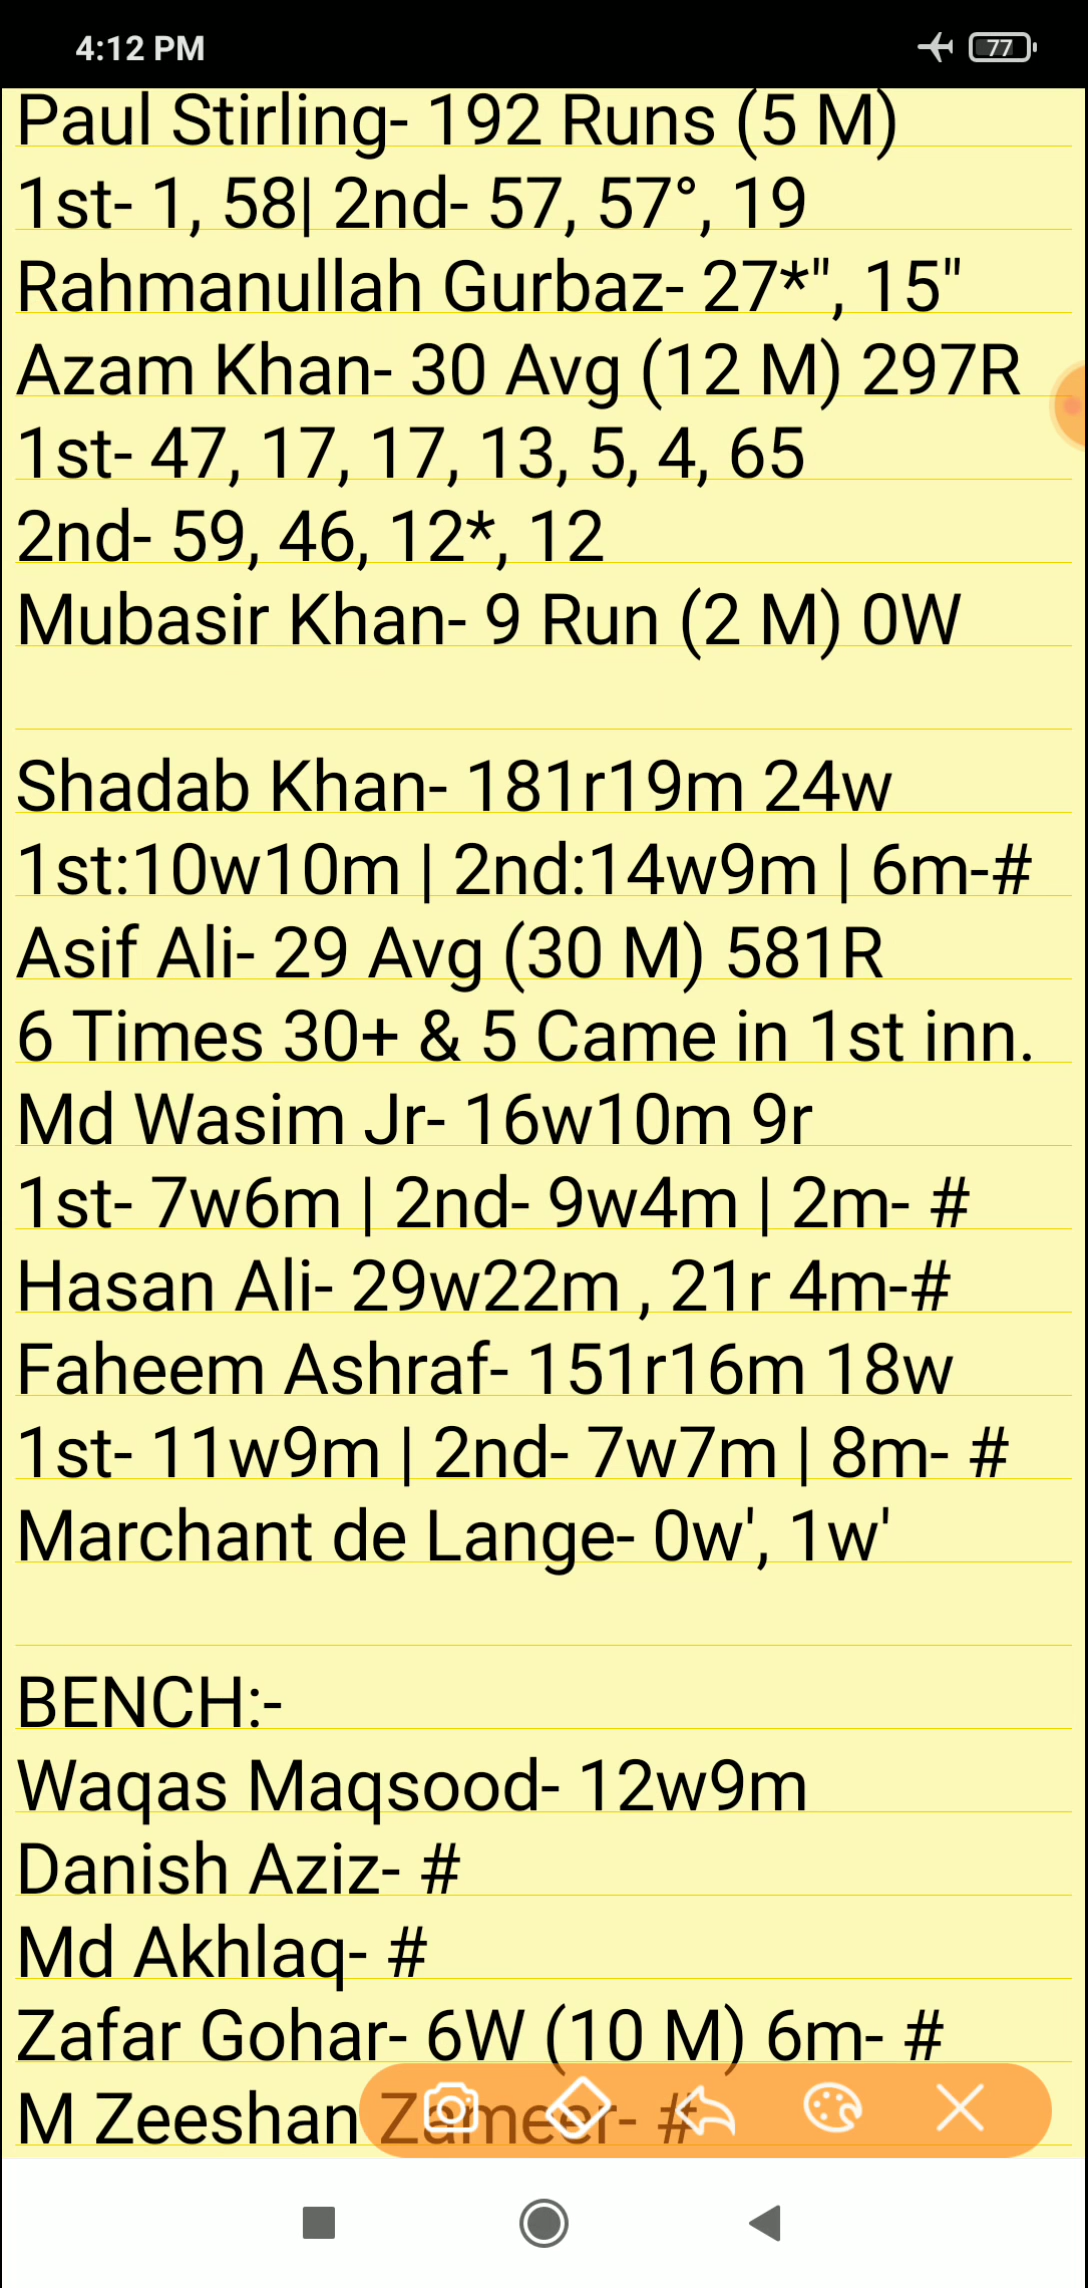 4:12 PM
77
Paul Stirling- 192 Runs (5 M)
1st- 1, 58| 2nd- 57, 57°, 19
Rahmanullah Gurbaz- 27*", 15"
Azam Khan- 30 Avg (12 M) 297R
1st- 47, 17, 17, 13, 5, 4, 65
2nd- 59, 46, 12*, 12
Mubasir Khan- 9 Run (2 M) 0W
Shadab Khan- 181r19m 24w
1st:10w10m | 2nd:14w9m | 6m-#
Asif Ali- 29 Avg (30 M) 581R
6 Times 30+ & 5 Came in 1st inn.
Md Wasim Jr- 16w10m 9r
1st- 7w6m | 2nd- 9w4m | 2m- #
Hasan Ali- 29w22m , 21r 4m-#
Faheem Ashraf- 151r16m 18w
1st- 11w9m | 2nd- 7w7m | 8m- #
Marchant de Lange- 0w', 1w'
BENCH:-
Waqas Maqsood- 12w9m
Danish Aziz- #
Md Akhlaq- #
Zafar Gohar- 6W (10 M) 6m- #
M Zeeshan Zameer- #